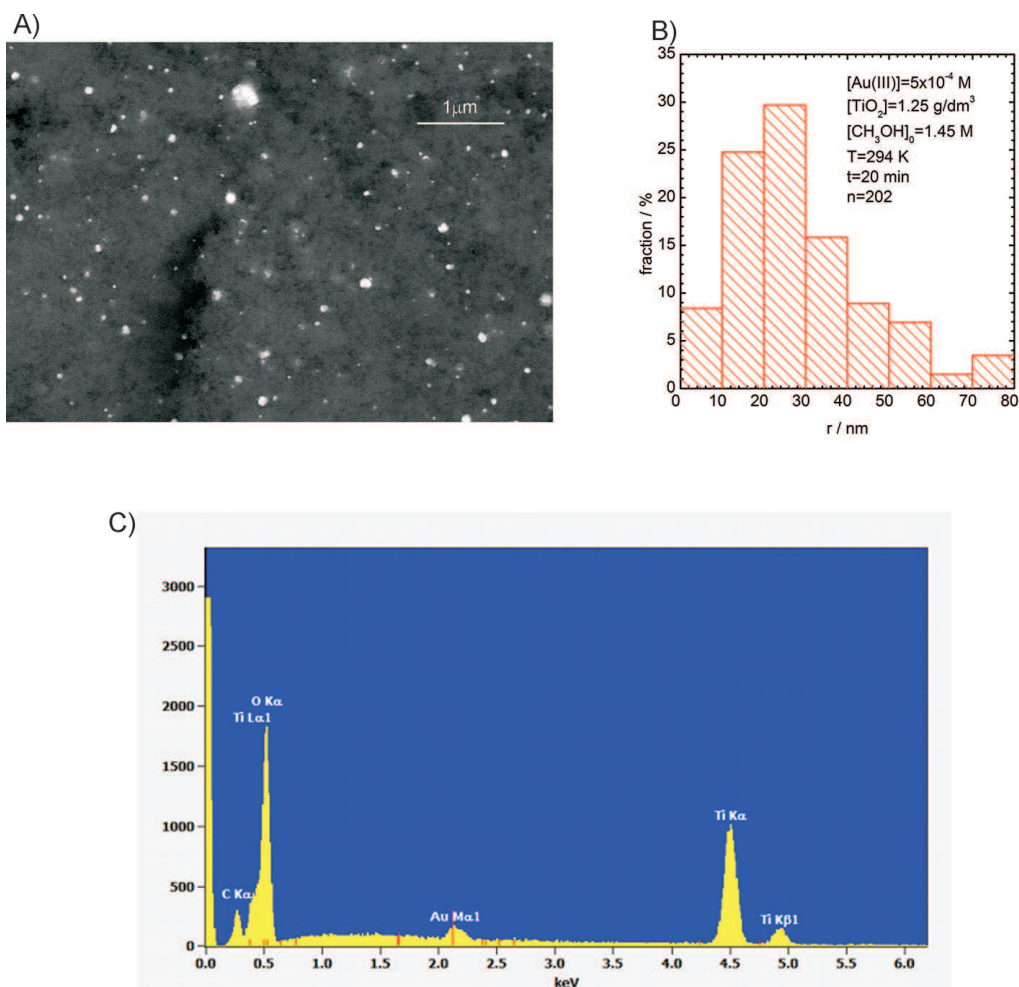 A)
1µm
B)
35
30
25
20
15
10
5
0
fraction / %
[Au(III)]=5x10⁻⁴ M
[TiO₂]=1.25 g/dm³
[CH₃OH]₀=1.45 M
T=294 K
t=20 min
n=202
0 10 20 30 40 50 60 70 80
r / nm
C)
3000
2500
2000
1500
1000
500
0
O Kα
Ti Lα1
C Kα
Au Mα1
Ti Kα
Ti Kβ1
0.0 0.5 1.0 1.5 2.0 2.5 3.0 3.5 4.0 4.5 5.0 5.5 6.0
keV